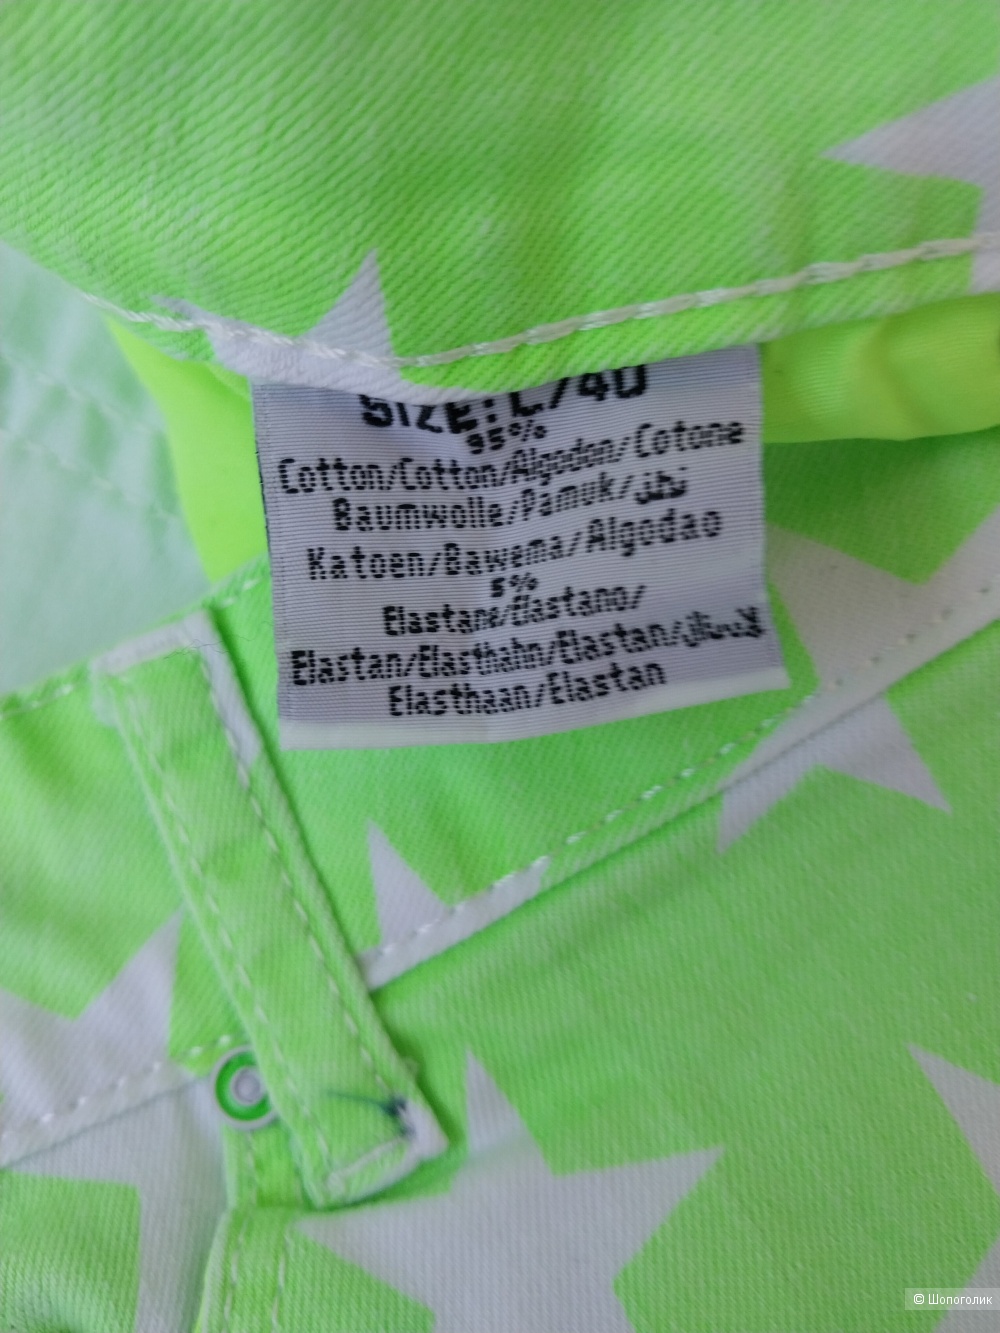 SIZE: L/40
95%
Cotton/Cotton/Algodon/Cotone
Baumwolle/Pamuk/قطن
Katoen/Bawema/Algodao
5%
Elastane/Elastano/
Elastan/Elasthahn/Elastan/
Elasthaan/Elastan
© Шопоголик